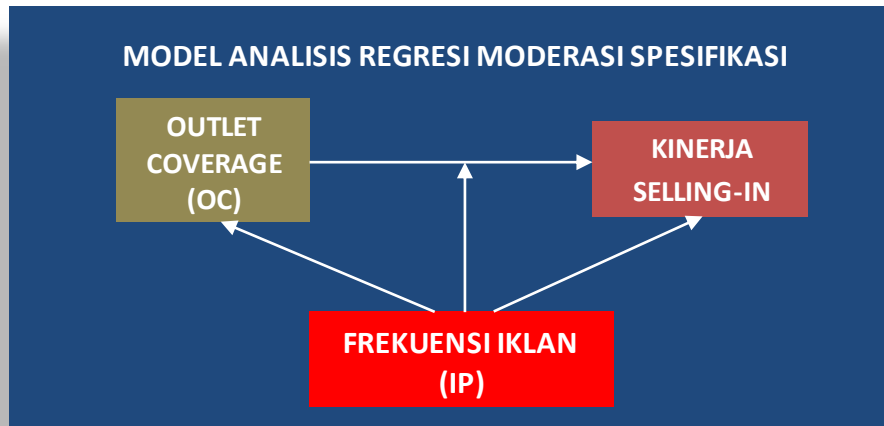 MODEL ANALISIS REGRESI MODERASI SPESIFIKASI
OUTLET
COVERAGE
(OC)
KINERJA
SELLING-IN
FREKUENSI IKLAN
(IP)